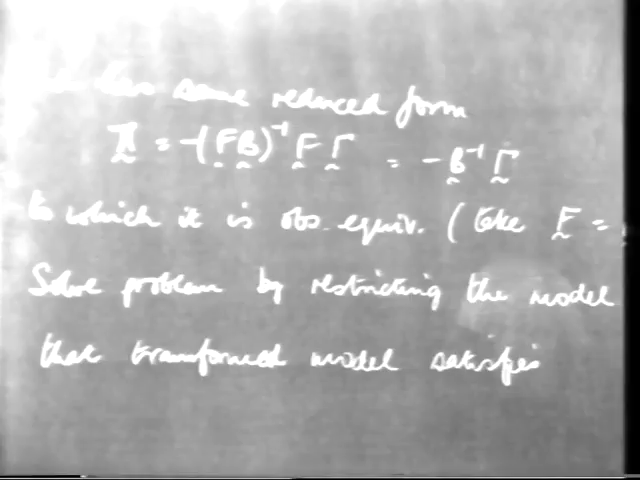 same reduced form
π̰ = -(F̰B̰)⁻¹ F̰ Γ̰ = -B̰⁻¹ Γ̰
to which it is obs. equiv. (take F̰ =
Solve problem by restricting the model
that transformed model satisfies